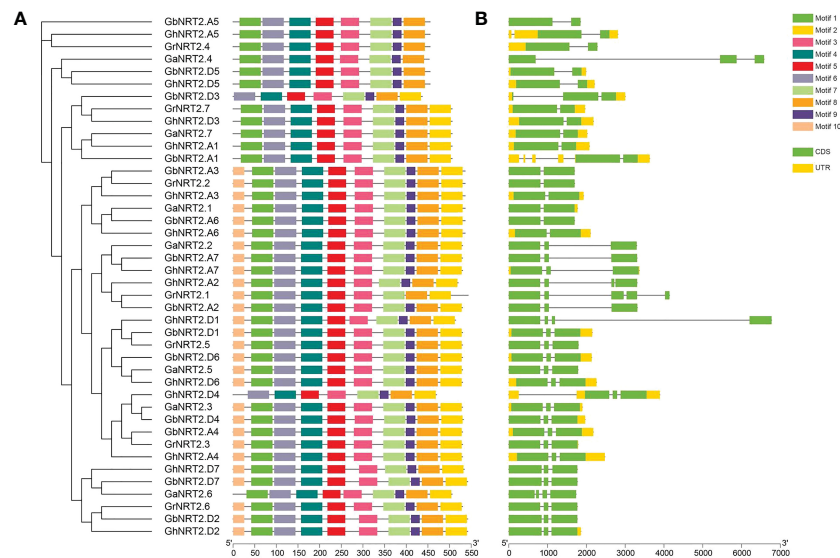 A
B
GbNRT2.A5
GhNRT2.A5
GrNRT2.4
GaNRT2.4
GbNRT2.D5
GhNRT2.D5
GbNRT2.D3
GrNRT2.7
GhNRT2.D3
GaNRT2.7
GhNRT2.A1
GbNRT2.A1
GbNRT2.A3
GrNRT2.2
GhNRT2.A3
GaNRT2.1
GbNRT2.A6
GhNRT2.A6
GaNRT2.2
GbNRT2.A7
GhNRT2.A7
GhNRT2.A2
GrNRT2.1
GbNRT2.A2
GhNRT2.D1
GbNRT2.D1
GrNRT2.5
GbNRT2.D6
GaNRT2.5
GhNRT2.D6
GhNRT2.D4
GaNRT2.3
GbNRT2.D4
GbNRT2.A4
GrNRT2.3
GhNRT2.A4
GhNRT2.D7
GbNRT2.D7
GaNRT2.6
GrNRT2.6
GbNRT2.D2
GhNRT2.D2
5' 3'
0 50 100 150 200 250 300 350 400 450 500 550
5' 3'
0 1000 2000 3000 4000 5000 6000 7000
Motif 1
Motif 2
Motif 3
Motif 4
Motif 5
Motif 6
Motif 7
Motif 8
Motif 9
Motif 10
CDS
UTR